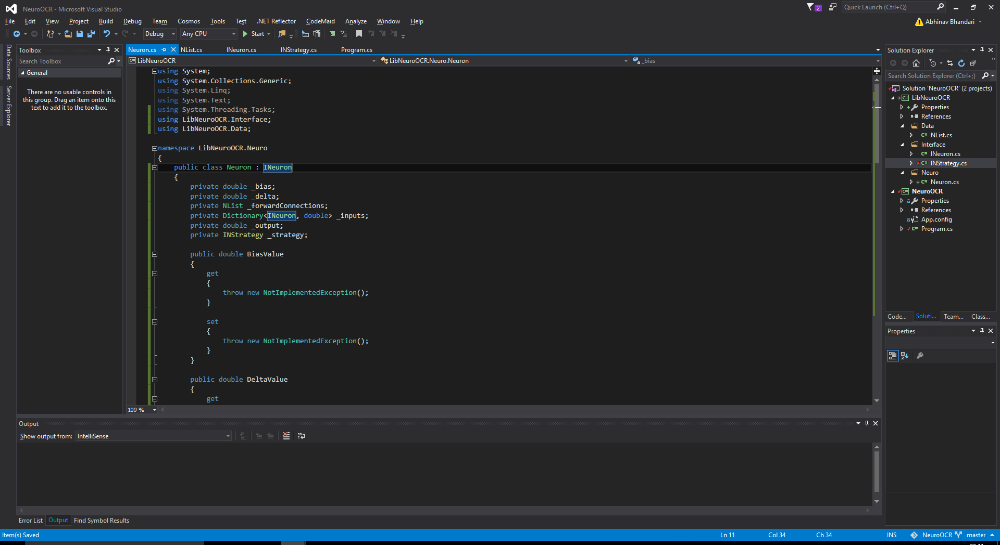 NeuroOCR - Microsoft Visual Studio
2
Quick Launch (Ctrl+Q)
File Edit View Project Build Debug Team Cosmos Tools Test .NET Reflector CodeMaid Analyze Window Help
Abhinav Bhandari
Debug Any CPU Start
Data Sources
Server Explorer
Toolbox
Search Toolbox
General
There are no usable controls in
this group. Drag an item onto this
text to add it to the toolbox.
Neuron.cs NList.cs INeuron.cs INStrategy.cs Program.cs
LibNeuroOCR LibNeuroOCR.Neuro.Neuron _bias
using System;
using System.Collections.Generic;
using System.Linq;
using System.Text;
using System.Threading.Tasks;
using LibNeuroOCR.Interface;
using LibNeuroOCR.Data;
namespace LibNeuroOCR.Neuro
{
public class Neuron : INeuron
{
private double _bias;
private double _delta;
private NList _forwardConnections;
private Dictionary<INeuron, double> _inputs;
private double _output;
private INStrategy _strategy;
public double BiasValue
{
get
{
throw new NotImplementedException();
}
set
{
throw new NotImplementedException();
}
}
public double DeltaValue
{
get
109 %
Solution Explorer
Search Solution Explorer (Ctrl+;)
Solution 'NeuroOCR' (2 projects)
LibNeuroOCR
Properties
References
Data
NList.cs
Interface
INeuron.cs
INStrategy.cs
Neuro
Neuron.cs
NeuroOCR
Properties
References
App.config
Program.cs
Code... Soluti... Team... Class...
Properties
Output
Show output from: IntelliSense
Error List Output Find Symbol Results
Item(s) Saved Ln 11 Col 34 Ch 34 INS NeuroOCR master